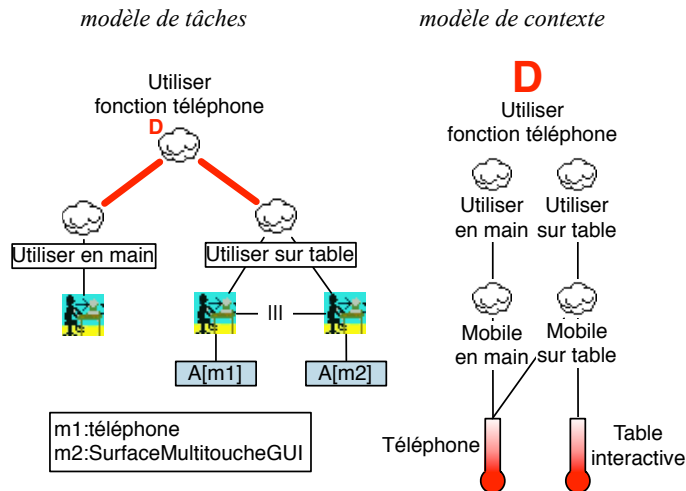 modèle de tâches
Utiliser
fonction téléphone
D
Utiliser en main
Utiliser sur table
III
A[m1]
A[m2]
m1:téléphone
m2:SurfaceMultitoucheGUI
modèle de contexte
D
Utiliser
fonction téléphone
Utiliser
en main
Utiliser
sur table
Mobile
en main
Mobile
sur table
Téléphone
Table
interactive